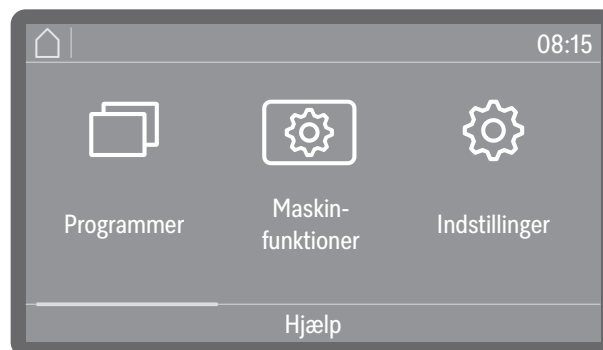 08:15
Programmer
Maskin-
funktioner
Indstillinger
Hjælp